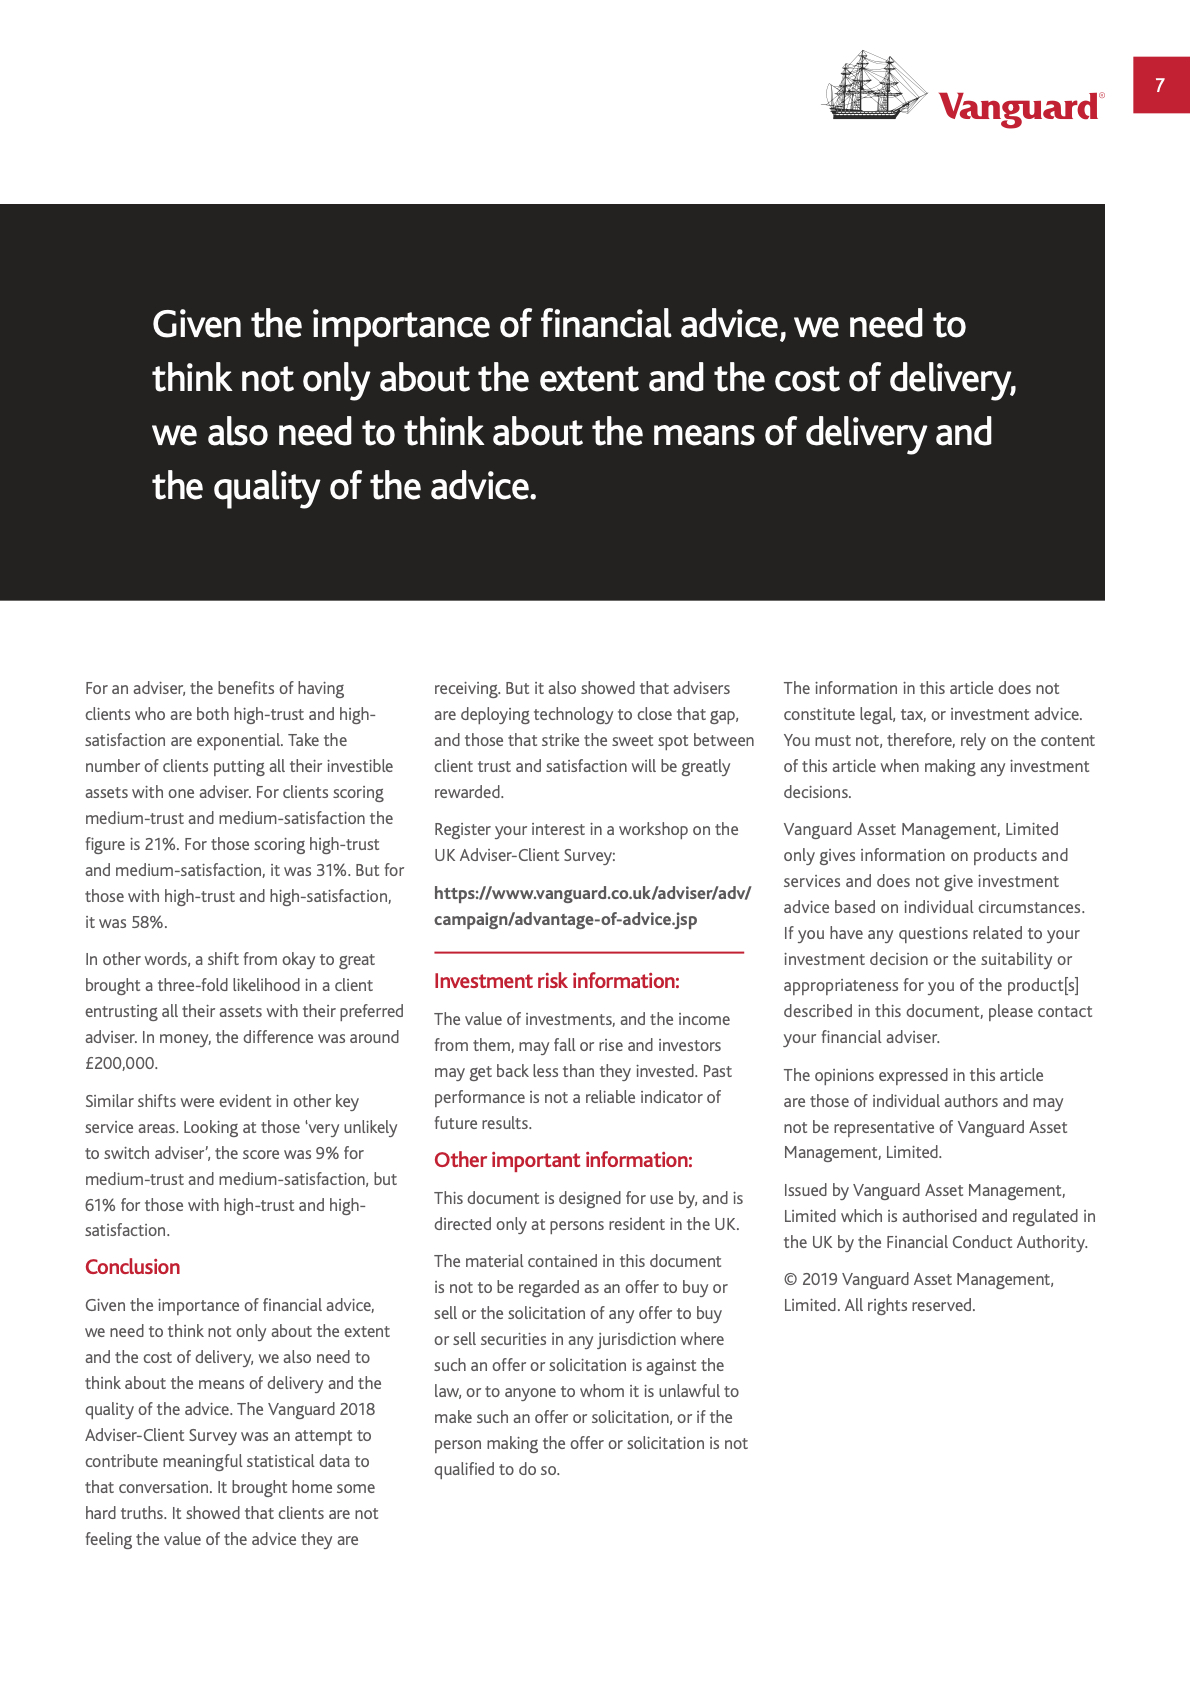 Vanguard®
7
Given the importance of financial advice, we need to
think not only about the extent and the cost of delivery,
we also need to think about the means of delivery and
the quality of the advice.
For an adviser, the benefits of having
clients who are both high-trust and high-
satisfaction are exponential. Take the
number of clients putting all their investible
assets with one adviser. For clients scoring
medium-trust and medium-satisfaction the
figure is 21%. For those scoring high-trust
and medium-satisfaction, it was 31%. But for
those with high-trust and high-satisfaction,
it was 58%.
In other words, a shift from okay to great
brought a three-fold likelihood in a client
entrusting all their assets with their preferred
adviser. In money, the difference was around
£200,000.
Similar shifts were evident in other key
service areas. Looking at those ‘very unlikely
to switch adviser’, the score was 9% for
medium-trust and medium-satisfaction, but
61% for those with high-trust and high-
satisfaction.
Conclusion
Given the importance of financial advice,
we need to think not only about the extent
and the cost of delivery, we also need to
think about the means of delivery and the
quality of the advice. The Vanguard 2018
Adviser-Client Survey was an attempt to
contribute meaningful statistical data to
that conversation. It brought home some
hard truths. It showed that clients are not
feeling the value of the advice they are
receiving. But it also showed that advisers
are deploying technology to close that gap,
and those that strike the sweet spot between
client trust and satisfaction will be greatly
rewarded.
Register your interest in a workshop on the
UK Adviser-Client Survey:
https://www.vanguard.co.uk/adviser/adv/
campaign/advantage-of-advice.jsp
Investment risk information:
The value of investments, and the income
from them, may fall or rise and investors
may get back less than they invested. Past
performance is not a reliable indicator of
future results.
Other important information:
This document is designed for use by, and is
directed only at persons resident in the UK.
The material contained in this document
is not to be regarded as an offer to buy or
sell or the solicitation of any offer to buy
or sell securities in any jurisdiction where
such an offer or solicitation is against the
law, or to anyone to whom it is unlawful to
make such an offer or solicitation, or if the
person making the offer or solicitation is not
qualified to do so.
The information in this article does not
constitute legal, tax, or investment advice.
You must not, therefore, rely on the content
of this article when making any investment
decisions.
Vanguard Asset Management, Limited
only gives information on products and
services and does not give investment
advice based on individual circumstances.
If you have any questions related to your
investment decision or the suitability or
appropriateness for you of the product[s]
described in this document, please contact
your financial adviser.
The opinions expressed in this article
are those of individual authors and may
not be representative of Vanguard Asset
Management, Limited.
Issued by Vanguard Asset Management,
Limited which is authorised and regulated in
the UK by the Financial Conduct Authority.
© 2019 Vanguard Asset Management,
Limited. All rights reserved.